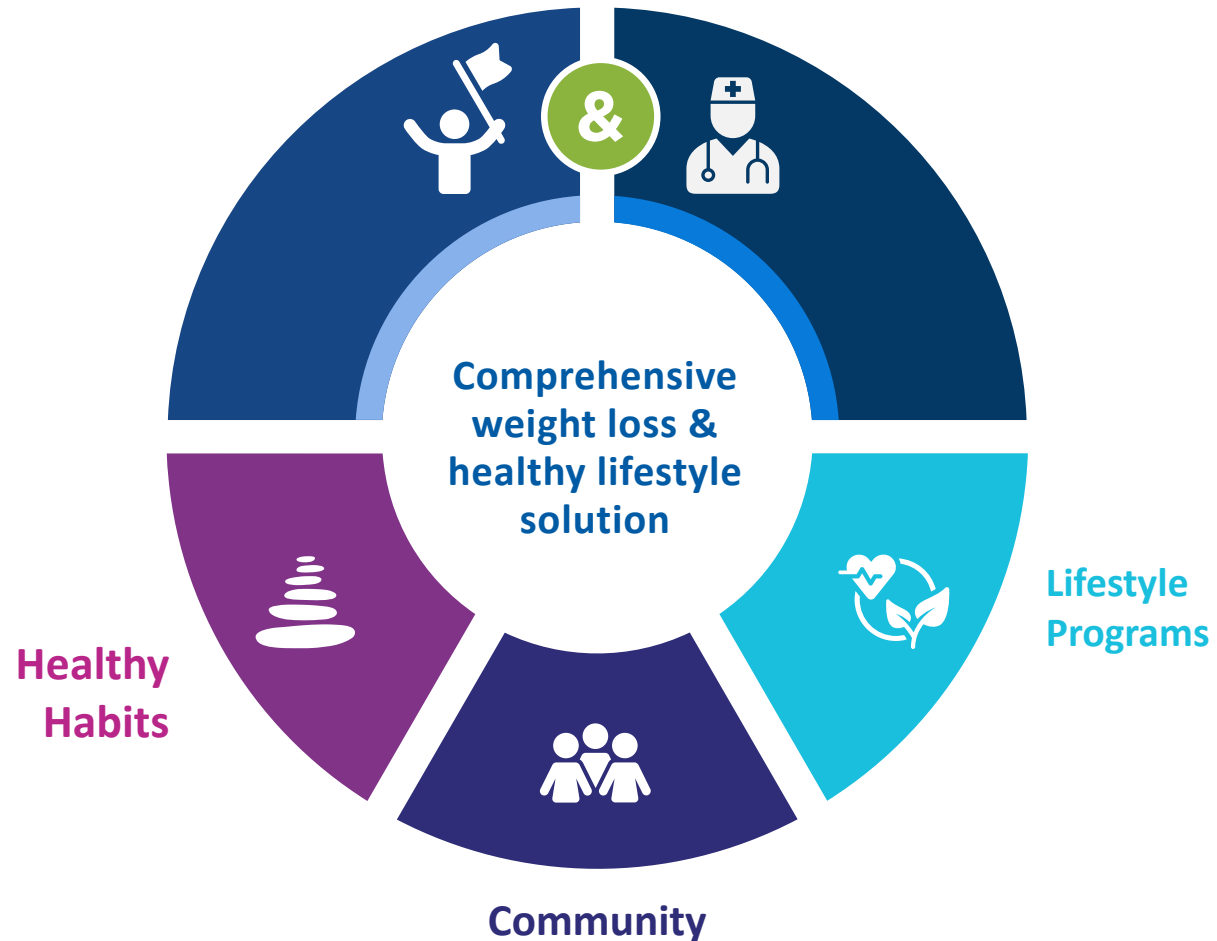 &
Comprehensive
weight loss &
healthy lifestyle
solution
Lifestyle
Programs
Healthy
Habits
Community